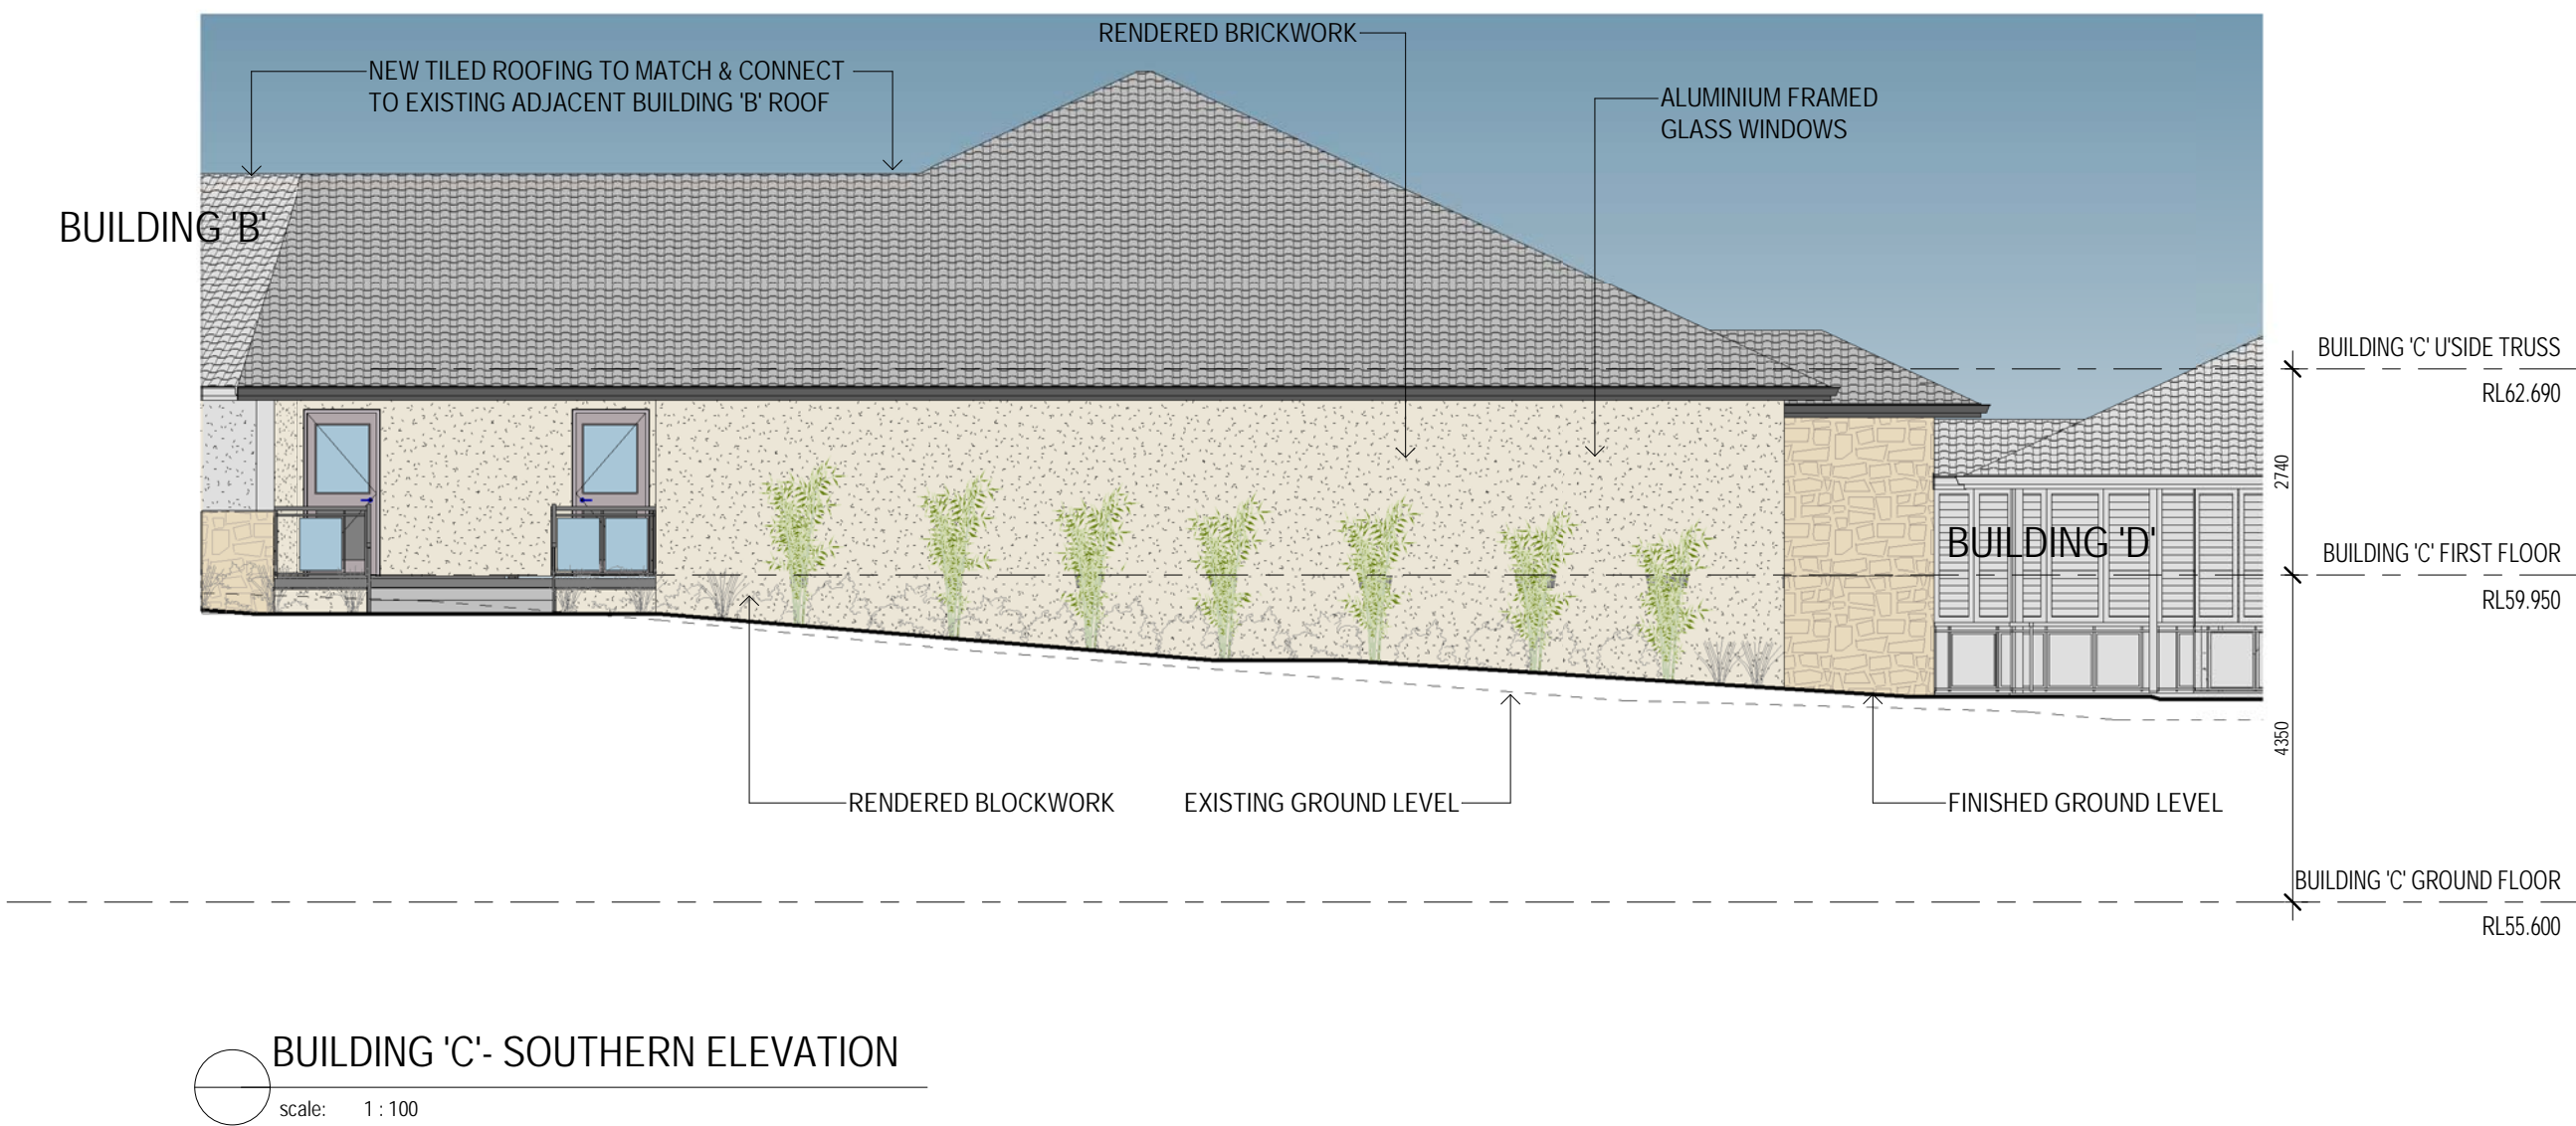 RENDERED BRICKWORK
NEW TILED ROOFING TO MATCH & CONNECT
TO EXISTING ADJACENT BUILDING 'B' ROOF
ALUMINIUM FRAMED
GLASS WINDOWS
BUILDING 'B'
BUILDING 'C' U'SIDE TRUSS
RL62.690
2740
BUILDING 'D'
BUILDING 'C' FIRST FLOOR
RL59.950
4350
RENDERED BLOCKWORK
EXISTING GROUND LEVEL
FINISHED GROUND LEVEL
BUILDING 'C' GROUND FLOOR
RL55.600
BUILDING 'C'- SOUTHERN ELEVATION
scale: 1 : 100